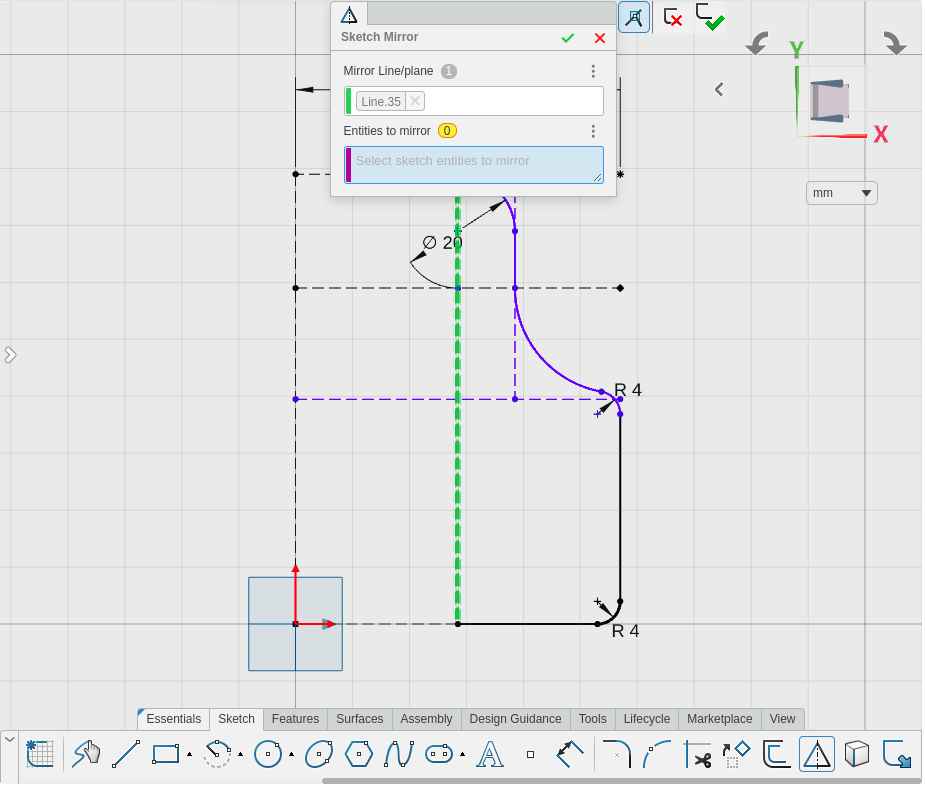 Sketch Mirror
Mirror Line/plane 1
Line.35
Entities to mirror 0
Select sketch entities to mirror
Y
X
mm
∅ 20
R 4
R 4
Essentials Sketch Features Surfaces Assembly Design Guidance Tools Lifecycle Marketplace View
A